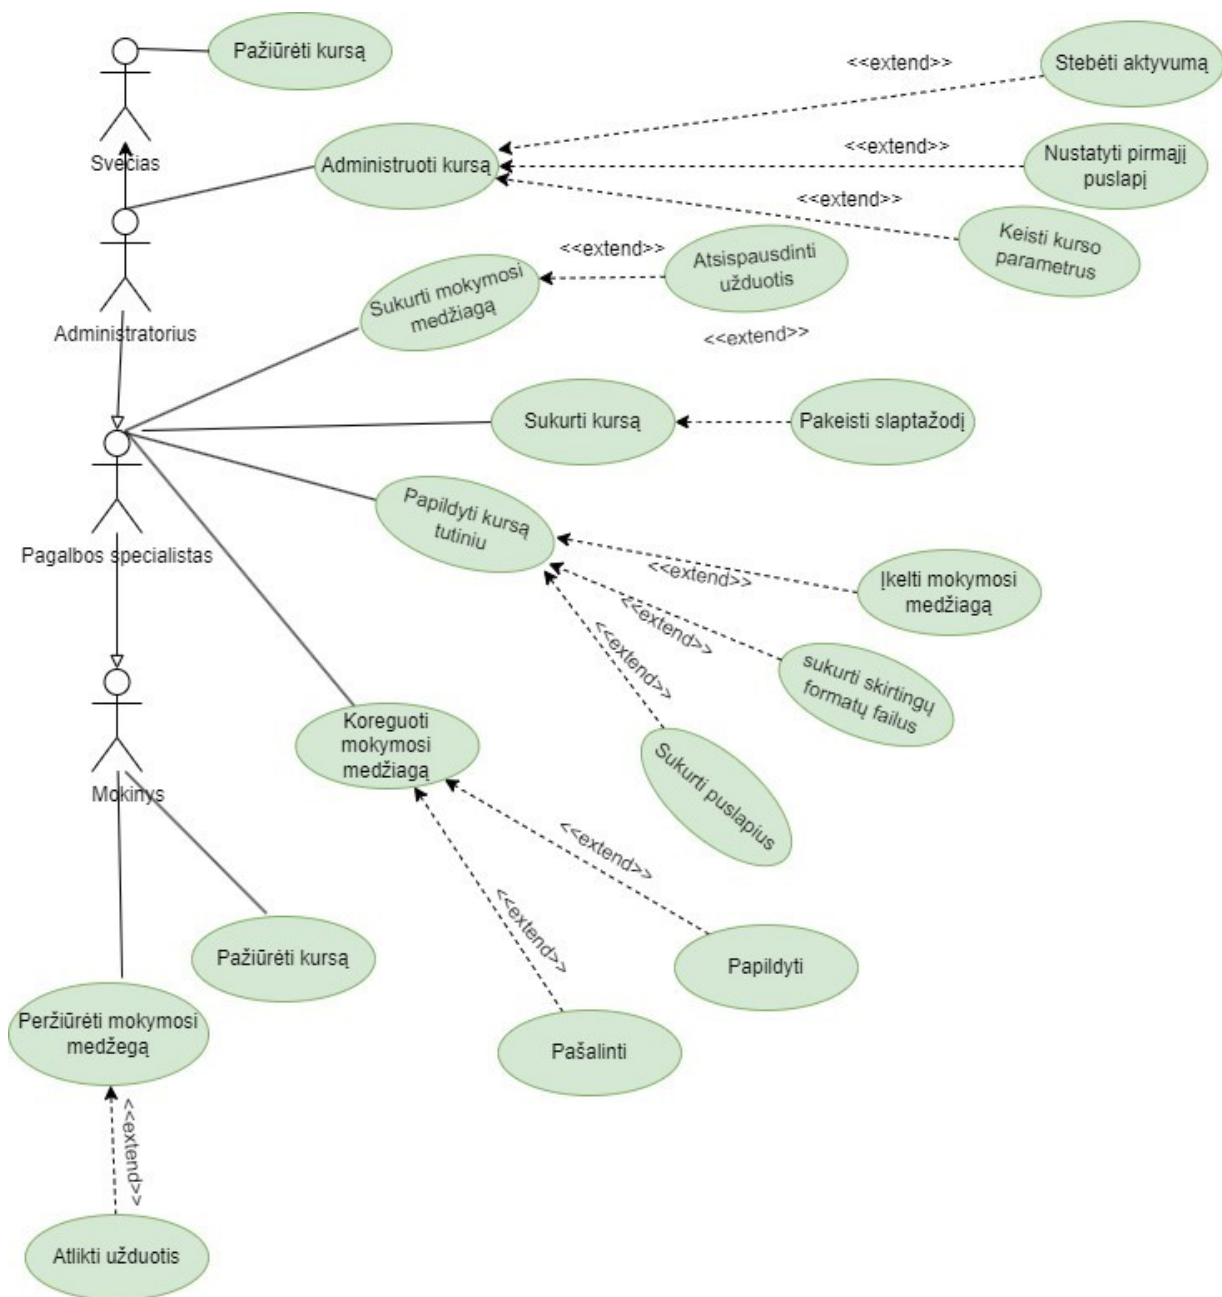 Pažiūrėti kursą
<<extend>>
Stebėti aktyvumą
Svečias
Administruoti kursą
<<extend>>
Nustatyti pirmąjį
puslapį
<<extend>>
Keisti kurso
parametrus
<<extend>>
Atsispausdinti
užduotis
Sukurti mokymosi
medžiagą
Administratorius
<<extend>>
Sukurti kursą
Pakeisti slaptažodį
Papildyti kursą
tutiniu
Pagalbos specialistas
<<extend>>
Įkelti mokymosi
medžiagą
<<extend>>
<<extend>>
sukurti skirtingų
formatų failus
Koreguoti
mokymosi
medžiagą
Sukurti puslapius
Mokinys
<<extend>>
<<extend>>
Pažiūrėti kursą
Papildyti
Peržiūrėti mokymosi
medžegą
Pašalinti
<<extend>>
Atlikti užduotis